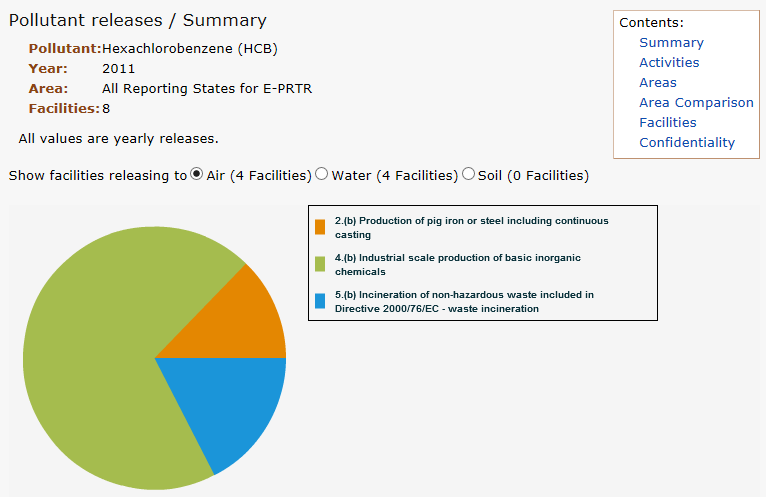 Pollutant releases / Summary
Pollutant:Hexachlorobenzene (HCB)
Year: 2011
Area: All Reporting States for E-PRTR
Facilities: 8
All values are yearly releases.
Contents:
Summary
Activities
Areas
Area Comparison
Facilities
Confidentiality
Show facilities releasing to Air (4 Facilities) Water (4 Facilities) Soil (0 Facilities)
2.(b) Production of pig iron or steel including continuous
casting
4.(b) Industrial scale production of basic inorganic
chemicals
5.(b) Incineration of non-hazardous waste included in
Directive 2000/76/EC - waste incineration